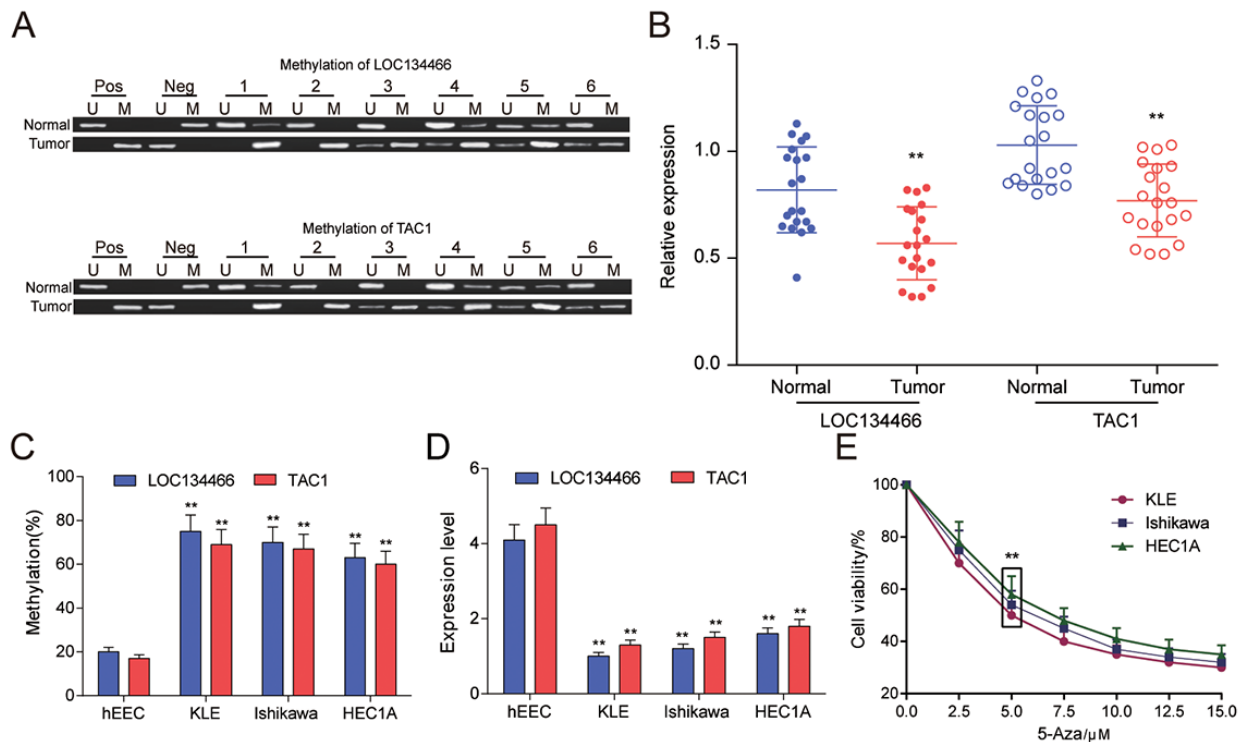 A
Methylation of LOC134466
Pos Neg 1 2 3 4 5 6
U M U M U M U M U M U M U M U M
Normal
Tumor
Methylation of TAC1
Pos Neg 1 2 3 4 5 6
U M U M U M U M U M U M U M U M
Normal
Tumor
B
Relative expression
1.5
1.0
0.5
0.0
**
**
Normal Tumor Normal Tumor
LOC134466 TAC1
C
LOC134466 TAC1
Methylation(%)
100
80
60
40
20
0
** ** ** ** ** **
hEEC KLE Ishikawa HEC1A
D
LOC134466 TAC1
Expression level
6
4
2
0
** ** ** ** ** **
hEEC KLE Ishikawa HEC1A
E
KLE
Ishikawa
HEC1A
Cell viability/%
100
80
60
40
20
**
0.0 2.5 5.0 7.5 10.0 12.5 15.0
5-Aza/μM